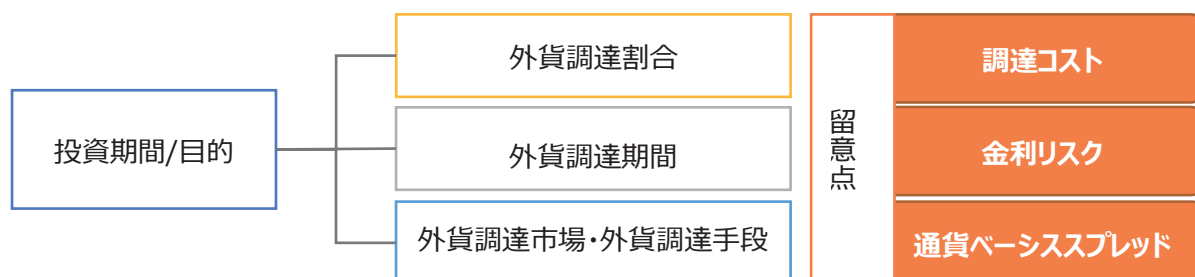 投資期間/目的
外貨調達割合
外貨調達期間
外貨調達市場・外貨調達手段
留意点
調達コスト
金利リスク
通貨ベーシススプレッド